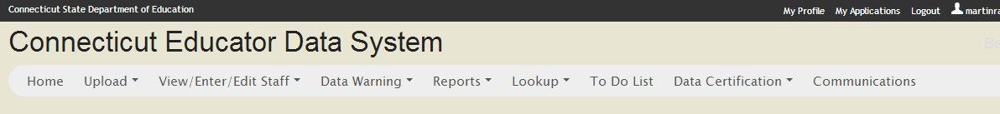 Connecticut State Department of Education
My Profile My Applications Logout martinra
Connecticut Educator Data System
Home Upload View/Enter/Edit Staff Data Warning Reports Lookup To Do List Data Certification Communications